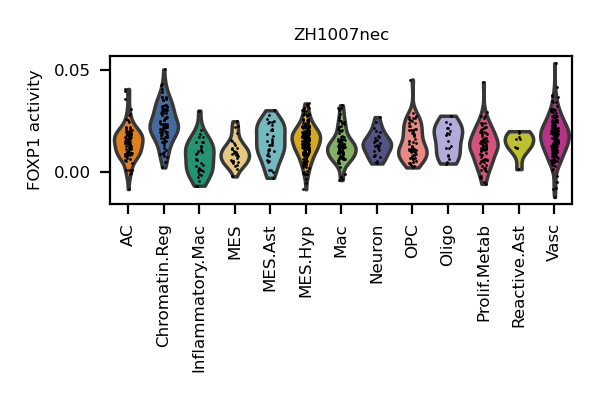 ZH1007nec
FOXP1 activity
0.05
0.00
AC
Chromatin.Reg
Inflammatory.Mac
MES
MES.Ast
MES.Hyp
Mac
Neuron
OPC
Oligo
Prolif.Metab
Reactive.Ast
Vasc